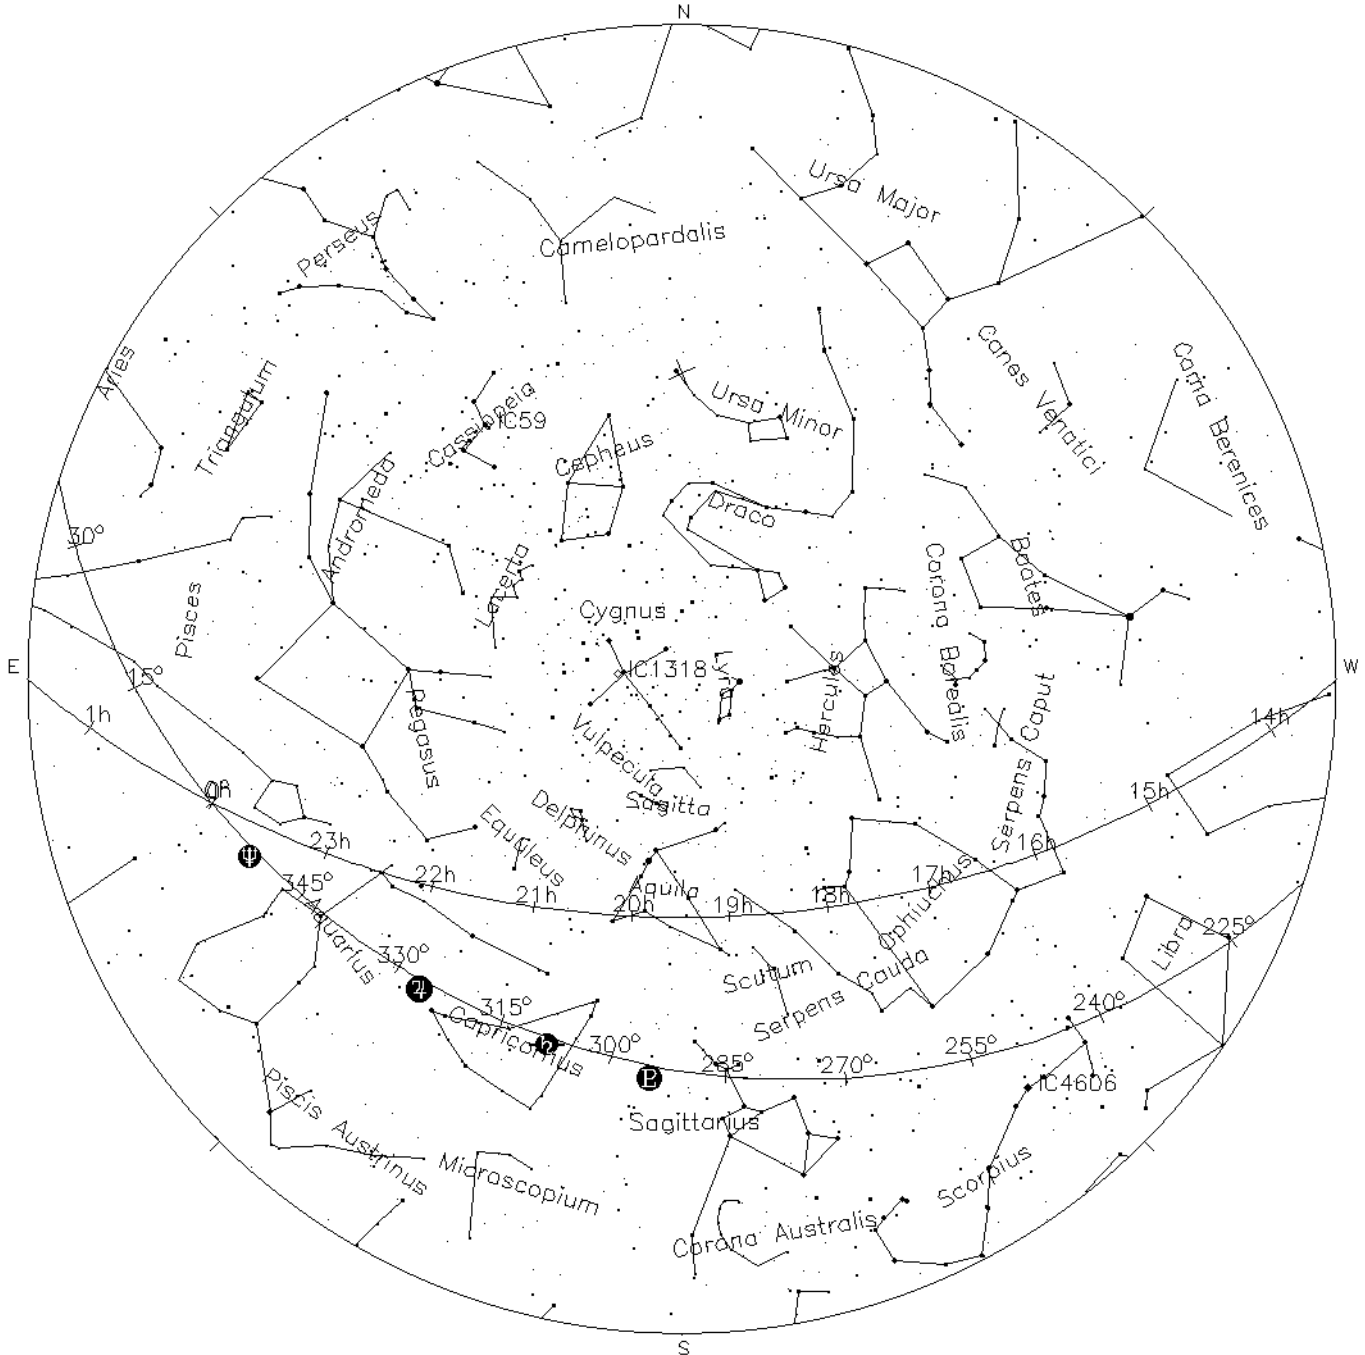 N
Ursa Major
Perseus
Camelopardalis
Aries
Triangulum
Cassiopeia
IC59
Cepheus
Ursa Minor
Canes Venatici
Coma Berenices
30°
Andromeda
Lacerta
Draco
Corona Borealis
Bootes
Pisces
Cygnus
E
W
15°
IC1318
Lyra
Hercules
Serpens Caput
1h
14h
Pegasus
Vulpecula
Sagitta
0h
15h
Delphinus
Equuleus
23h
16h
345°
22h
21h
20h
Aquila
19h
18h
17h
Ophiuchus
Aquarius
330°
Scutum
Serpens Cauda
Libra
225°
315°
Capricornus
300°
285°
270°
255°
240°
IC4606
Piscis Austrinus
Sagittarius
Microscopium
Scorpius
Corona Australis
S